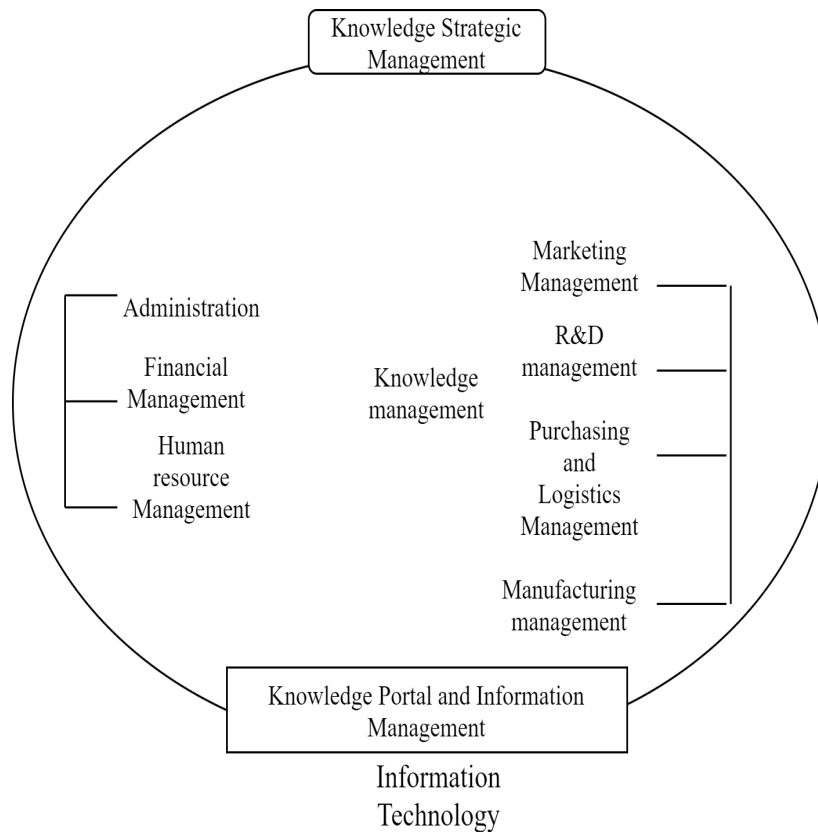 Knowledge Strategic
Management
Administration
Financial
Management
Human
resource
Management
Knowledge
management
Marketing
Management
R&D
management
Purchasing
and
Logistics
Management
Manufacturing
management
Knowledge Portal and Information
Management
Information
Technology